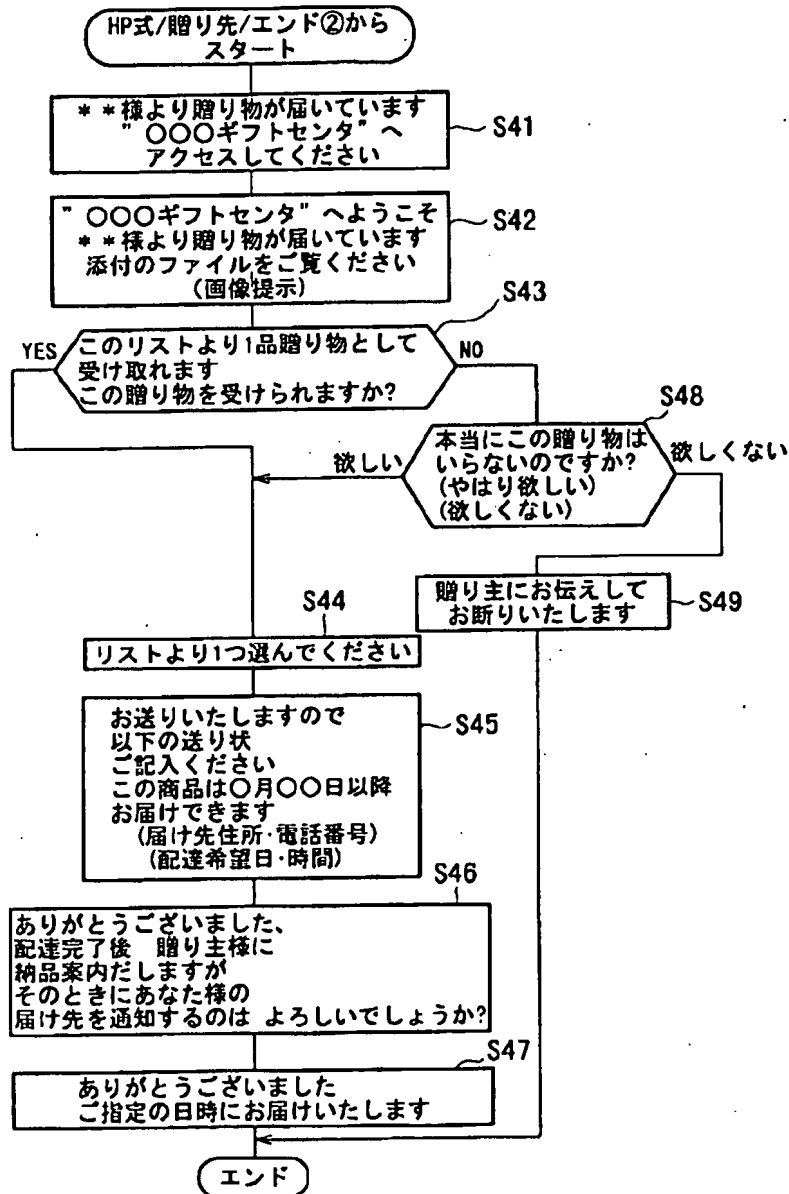 HP式/贈り先/エンド②から
スタート
＊＊様より贈り物が届いています
"○○○ギフトセンタ"へ
アクセスしてください
S41
"○○○ギフトセンタ"へようこそ
＊＊様より贈り物が届いています
添付のファイルをご覧ください
(画像提示)
S42
S43
YES
このリストより1品贈り物として
受け取れます
この贈り物を受けられますか?
NO
S48
本当にこの贈り物は
いらないのですか?
(やはり欲しい)
(欲しくない)
欲しい
欲しくない
贈り主にお伝えして
お断りいたします
S49
S44
リストより1つ選んでください
お送りいたしますので
以下の送り状
ご記入ください
この商品は○月○○日以降
お届けできます
(届け先住所・電話番号)
(配達希望日・時間)
S45
S46
ありがとうございました、
配達完了後 贈り主様に
納品案内だしますが
そのときにあなた様の
届け先を通知するのは よろしいでしょうか?
S47
ありがとうございました
ご指定の日時にお届けいたします
エンド